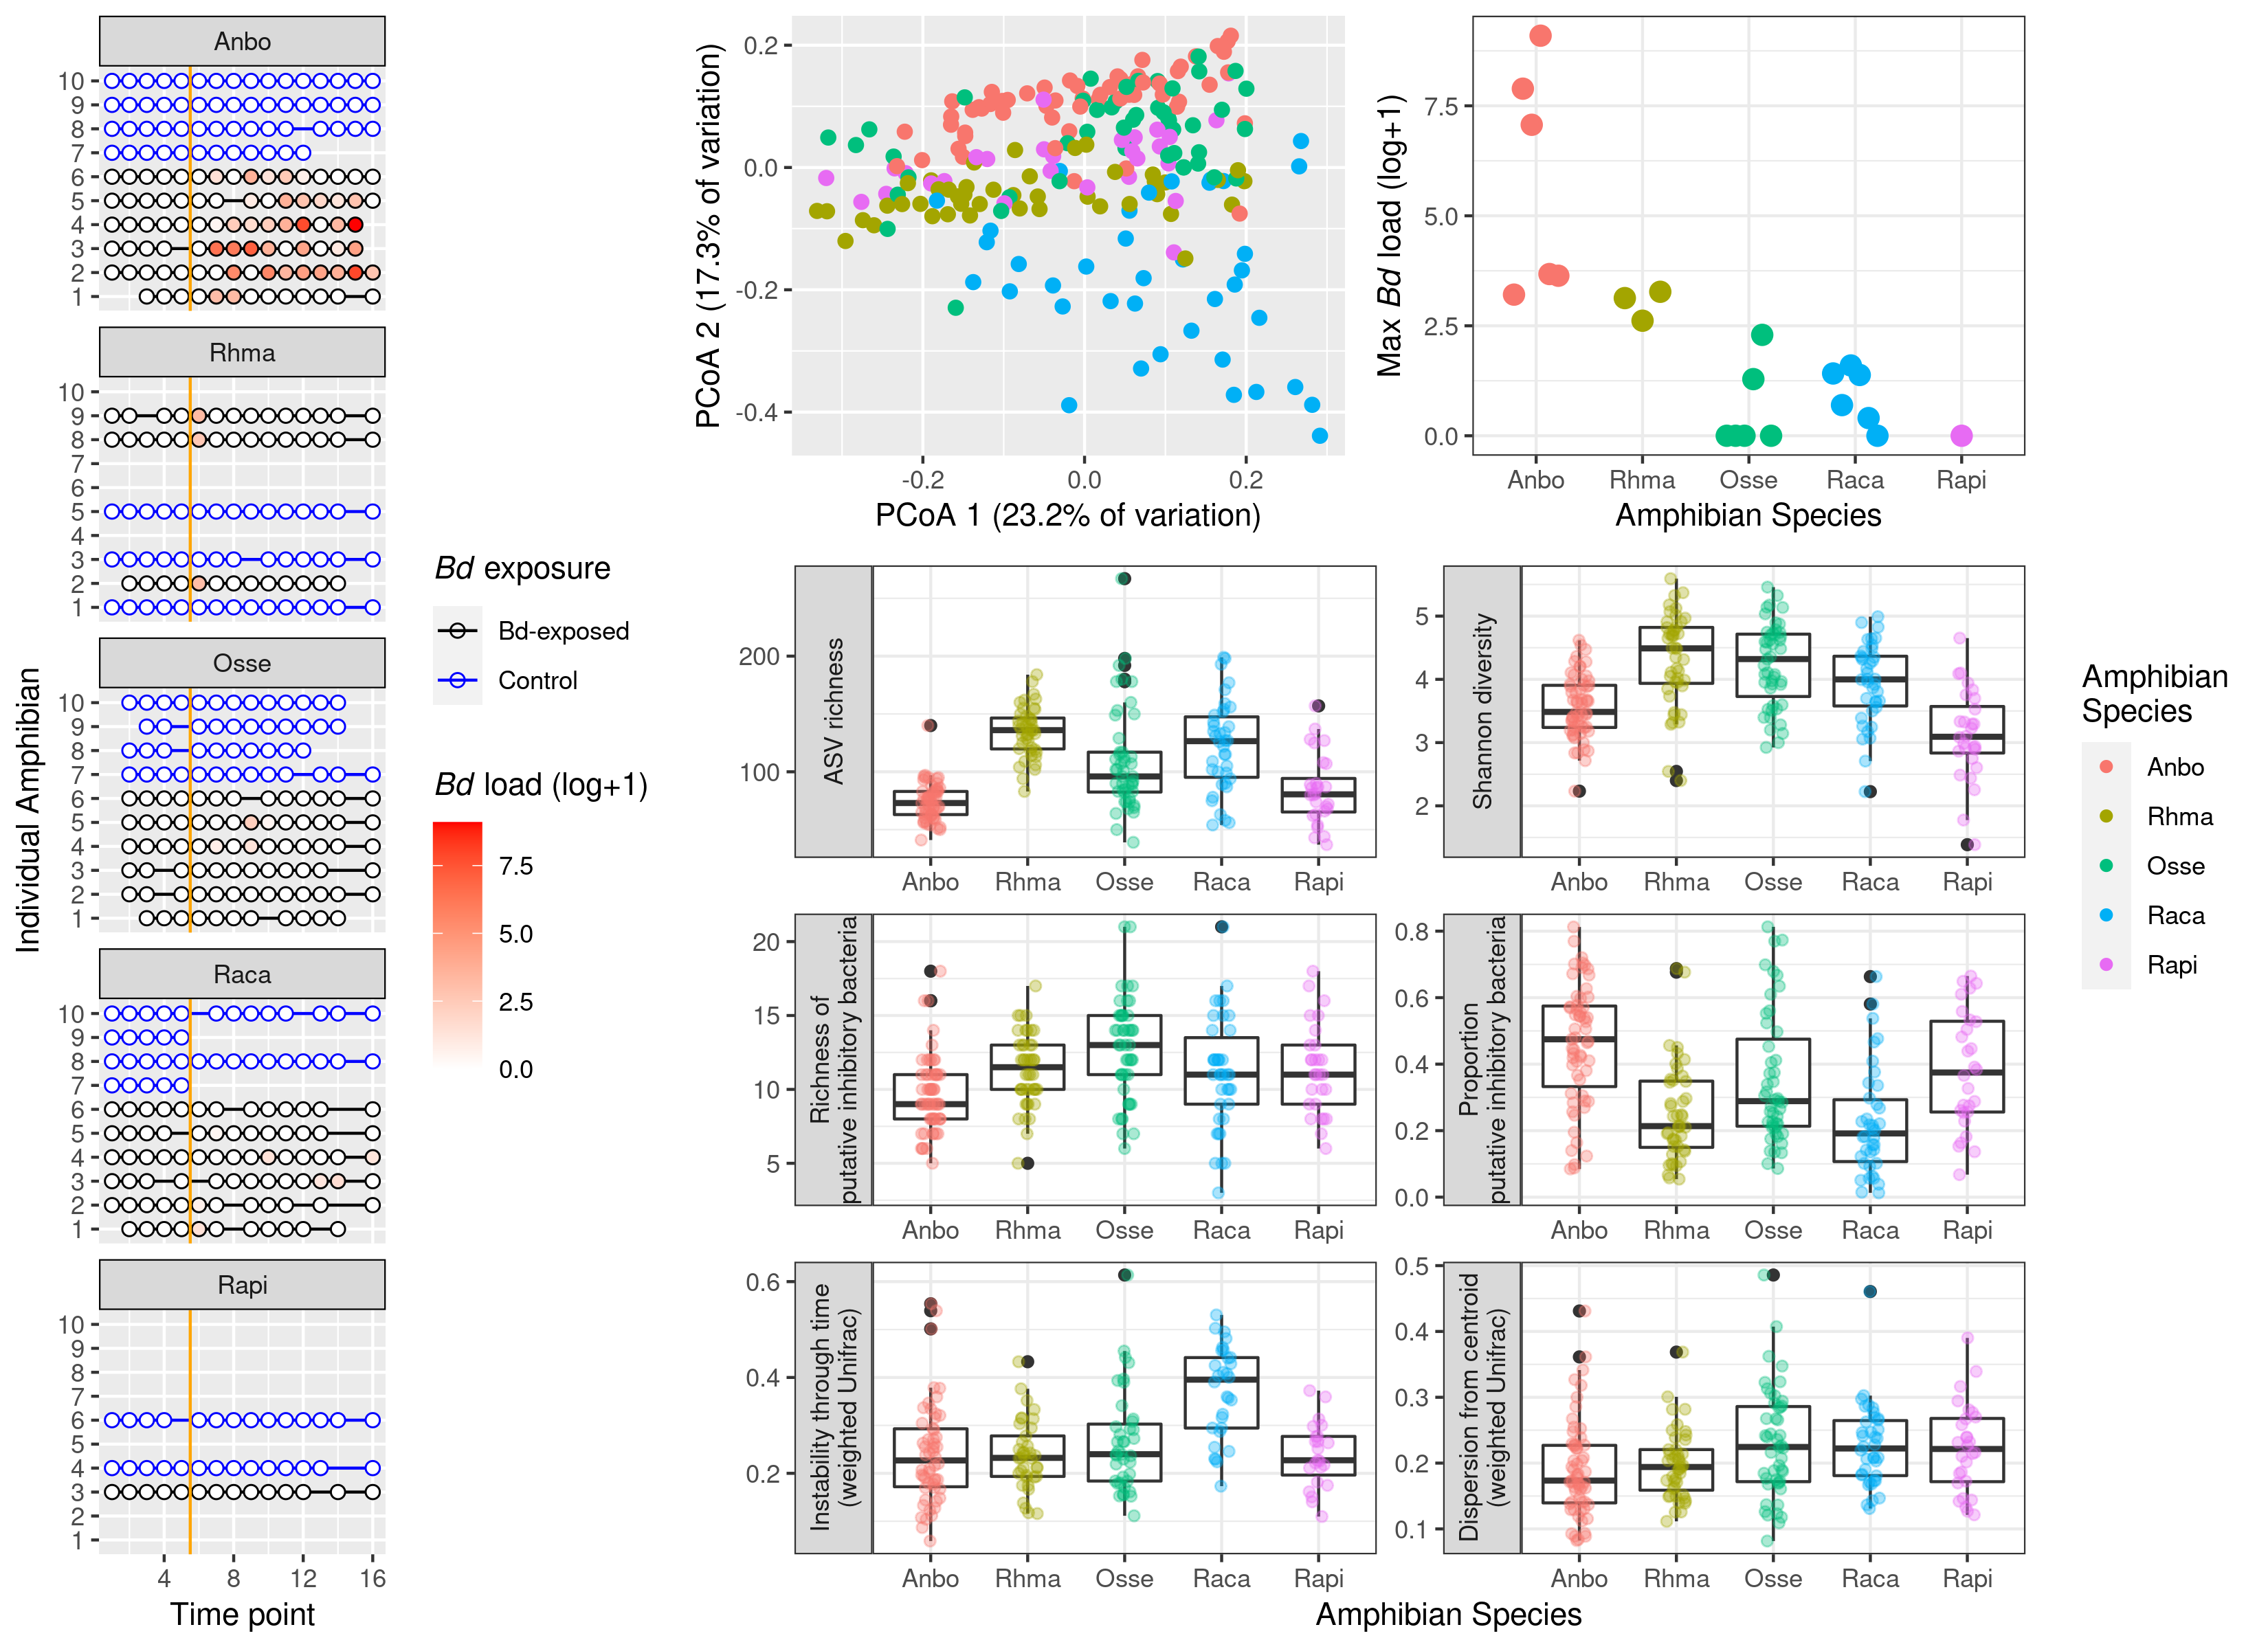 Anbo
10
9
8
7
6
5
4
3
2
1
Rhma
10
9
8
7
6
5
4
3
2
1
Osse
10
9
8
7
6
5
4
3
2
1
Raca
10
9
8
7
6
5
4
3
2
1
Rapi
10
9
8
7
6
5
4
3
2
1
4 8 12 16
Time point
Individual Amphibian
Bd exposure
Bd-exposed
Control
Bd load (log+1)
7.5
5.0
2.5
0.0
PCoA 2 (17.3% of variation)
0.2
0.0
-0.2
-0.4
-0.2 0.0 0.2
PCoA 1 (23.2% of variation)
Max Bd load (log+1)
7.5
5.0
2.5
0.0
Anbo Rhma Osse Raca Rapi
Amphibian Species
ASV richness
200
100
Anbo Rhma Osse Raca Rapi
Shannon diversity
5
4
3
2
Anbo Rhma Osse Raca Rapi
Richness of
putative inhibitory bacteria
20
15
10
5
Anbo Rhma Osse Raca Rapi
Proportion
putative inhibitory bacteria
0.8
0.6
0.4
0.2
0.0
Anbo Rhma Osse Raca Rapi
Instability through time
(weighted Unifrac)
0.6
0.4
0.2
Anbo Rhma Osse Raca Rapi
Dispersion from centroid
(weighted Unifrac)
0.5
0.4
0.3
0.2
0.1
Anbo Rhma Osse Raca Rapi
Amphibian Species
Amphibian
Species
Anbo
Rhma
Osse
Raca
Rapi